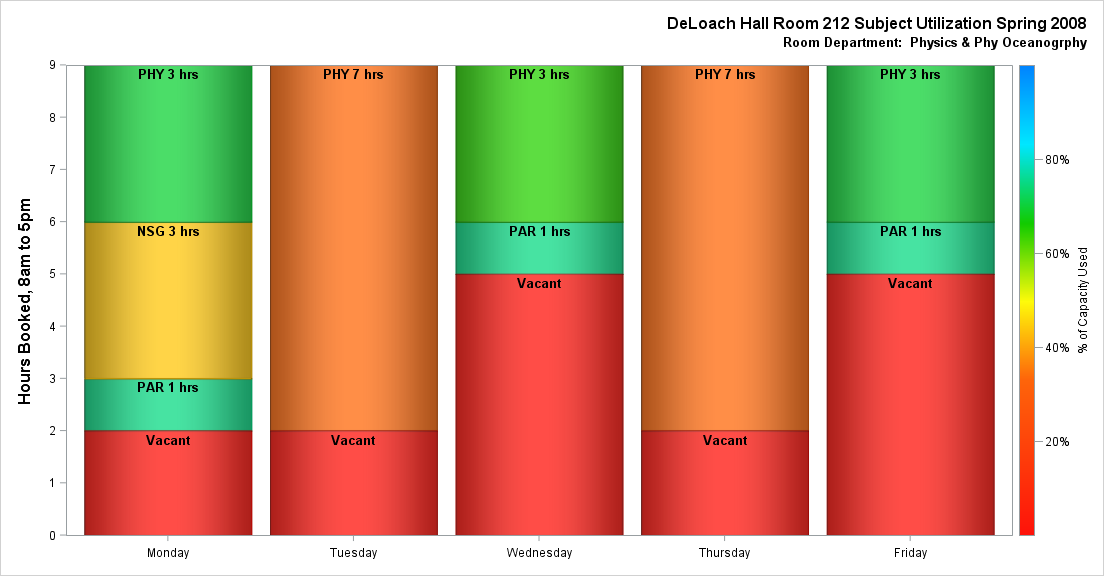 DeLoach Hall Room 212 Subject Utilization Spring 2008
Room Department:  Physics & Phy Oceanogrphy
Hours Booked, 8am to 5pm
9
8
7
6
5
4
3
2
1
0
PHY 3 hrs
NSG 3 hrs
PAR 1 hrs
Vacant
PHY 7 hrs
Vacant
PHY 3 hrs
PAR 1 hrs
Vacant
PHY 7 hrs
Vacant
PHY 3 hrs
PAR 1 hrs
Vacant
Monday
Tuesday
Wednesday
Thursday
Friday
80%
60%
40%
20%
% of Capacity Used